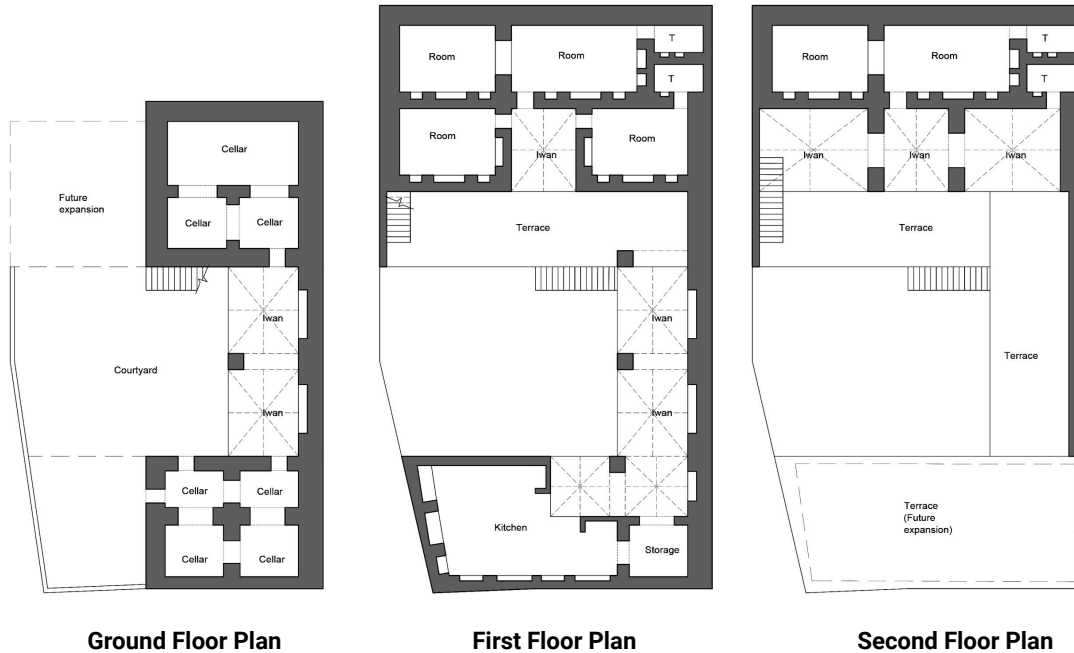 Cellar
Future
expansion
Cellar
Cellar
Iwan
Courtyard
Iwan
Cellar
Cellar
Cellar
Cellar
Ground Floor Plan
Room
Room
T
T
Room
Iwan
Room
Terrace
Iwan
Iwan
Kitchen
Storage
First Floor Plan
Room
Room
T
T
Iwan
Iwan
Iwan
Terrace
Terrace
Terrace
(Future
expansion)
Second Floor Plan